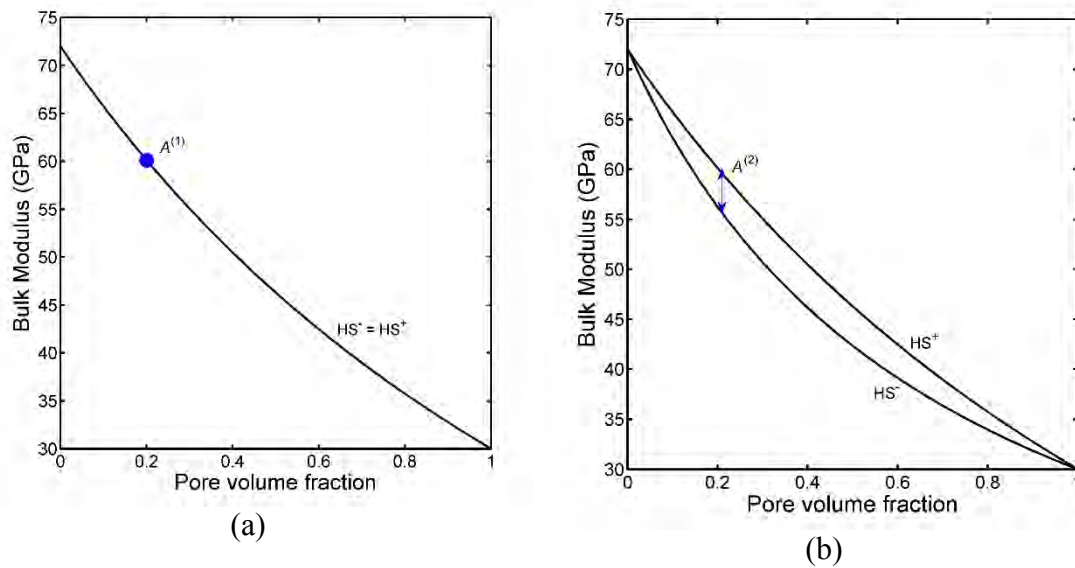 75
70
65
60
55
50
45
40
35
30
0
0.2
0.4
0.6
0.8
1
Bulk Modulus (GPa)
Pore volume fraction
A(1)
HS- = HS+
(a)
75
70
65
60
55
50
45
40
35
30
0
0.2
0.4
0.6
0.8
1
Bulk Modulus (GPa)
Pore volume fraction
A(2)
HS+
HS-
(b)